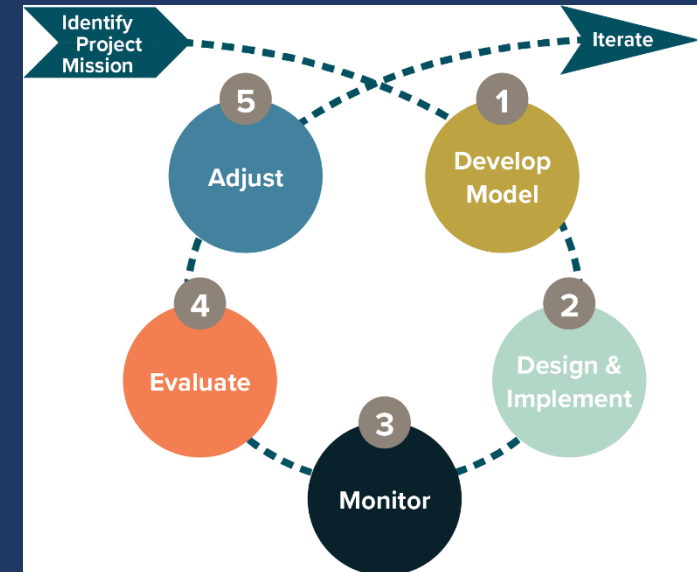 Identify
Project
Mission
Iterate
5
Adjust
1
Develop
Model
4
Evaluate
2
Design &
Implement
3
Monitor